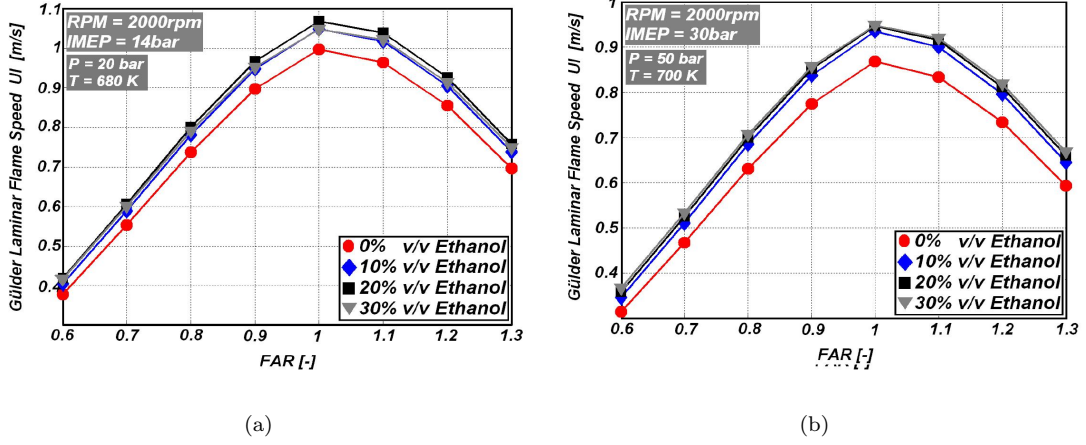 RPM = 2000rpm
IMEP = 14bar
P = 20 bar
T = 680 K
Gülder Laminar Flame Speed Ul [m/s]
1.1
1
0.9
0.8
0.7
0.6
0.5
0.4
0% v/v Ethanol
10% v/v Ethanol
20% v/v Ethanol
30% v/v Ethanol
0.6 0.7 0.8 0.9 1 1.1 1.2 1.3
FAR [-]
(a)
RPM = 2000rpm
IMEP = 30bar
P = 50 bar
T = 700 K
Gülder Laminar Flame Speed Ul [m/s]
1
0.9
0.8
0.7
0.6
0.5
0.4
0% v/v Ethanol
10% v/v Ethanol
20% v/v Ethanol
30% v/v Ethanol
0.6 0.7 0.8 0.9 1 1.1 1.2 1.3
FAR [-]
(b)